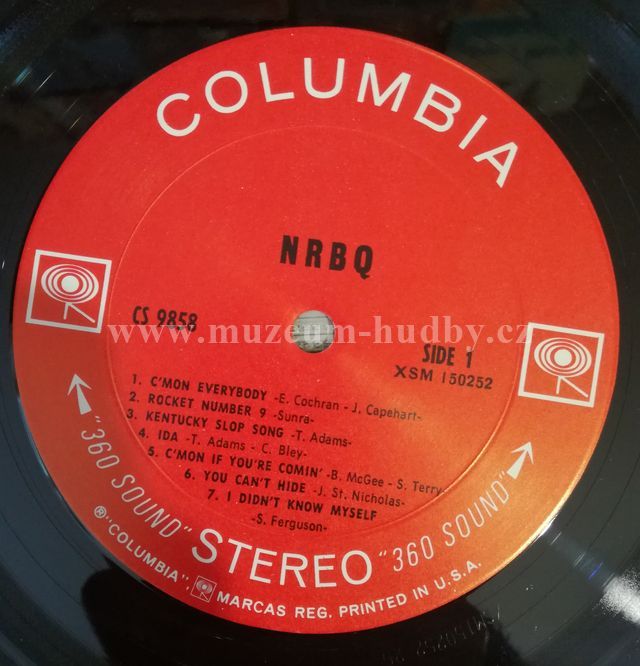 COLUMBIA
NRBQ
CS 9858
www.muzeum-hudby.cz
SIDE 1
XSM 150252
1. C'MON EVERYBODY -E. Cochran - J. Capehart-
2. ROCKET NUMBER 9 -Sunra-
3. KENTUCKY SLOP SONG -T. Adams-
4. IDA -T. Adams - C. Bley-
5. C'MON IF YOU'RE COMIN' -B. McGee - S. Terry-
6. YOU CAN'T HIDE -J. St. Nicholas-
7. I DIDN'T KNOW MYSELF
-S. Ferguson-
"360 SOUND" STEREO "360 SOUND"
®"COLUMBIA", MARCAS REG. PRINTED IN U.S.A.